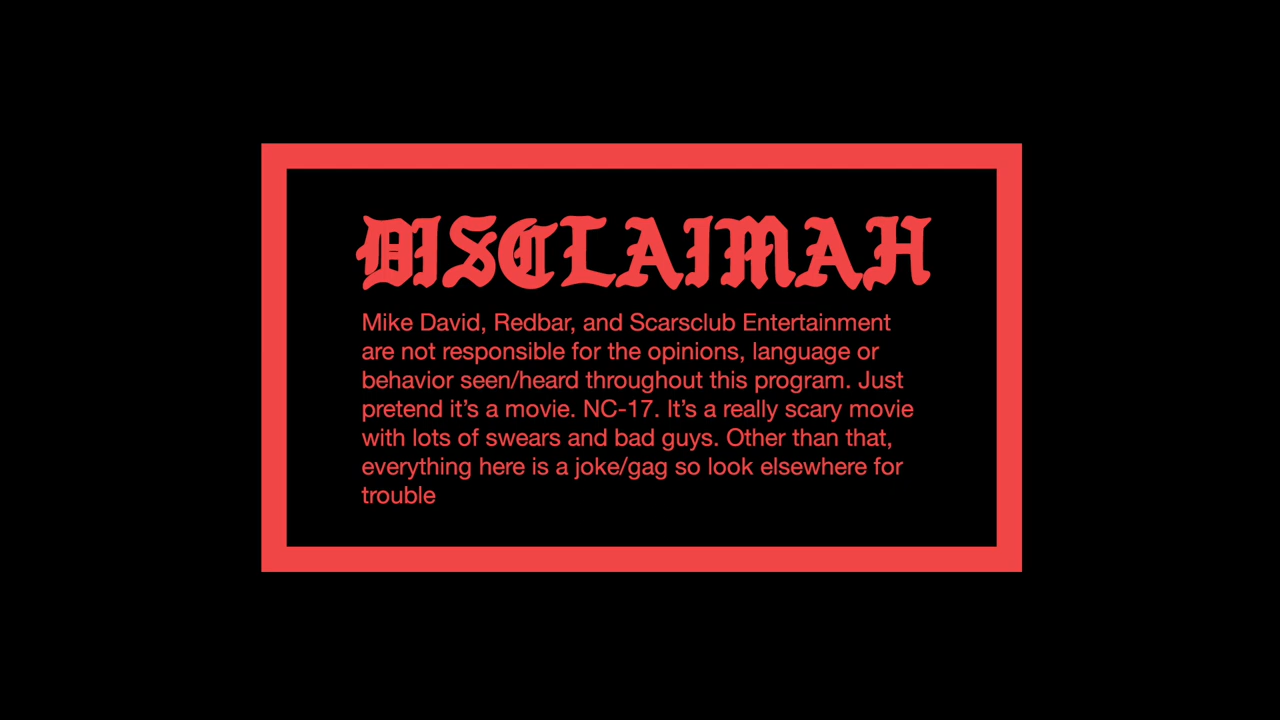 DISCLAIMAH
Mike David, Redbar, and Scarsclub Entertainment
are not responsible for the opinions, language or
behavior seen/heard throughout this program. Just
pretend it’s a movie. NC-17. It’s a really scary movie
with lots of swears and bad guys. Other than that,
everything here is a joke/gag so look elsewhere for
trouble